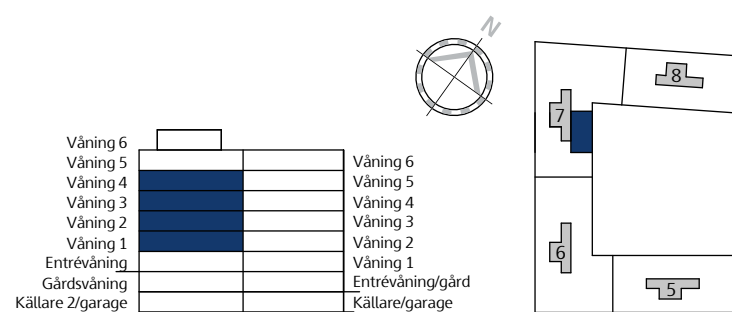 N
8
7
6
5
Våning 6
Våning 5
Våning 4
Våning 3
Våning 2
Våning 1
Entrévåning
Gårdsvåning
Källare 2/garage
Våning 6
Våning 5
Våning 4
Våning 3
Våning 2
Våning 1
Entrévåning/gård
Källare/garage